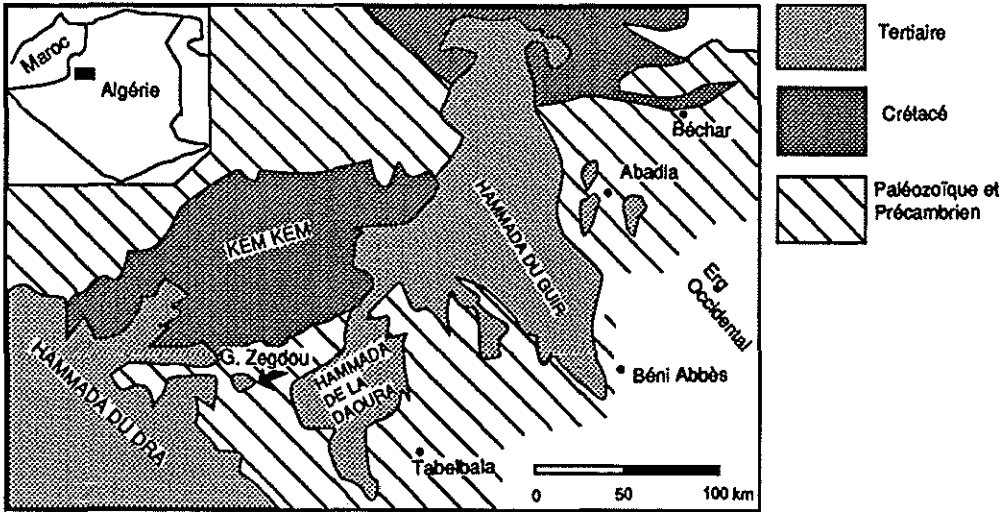 Maroc
Algérie
Tertiaire
Crétacé
Paléozoïque et
Précambrien
Béchar
Abadla
KEM KEM
HAMMADA DU GUIR
Erg
Occidental
G. Zegdou
HAMMADA
DE LA
DAOURA
Béni Abbès
HAMMADA DU DRA
Tabelbala
0 50 100 km